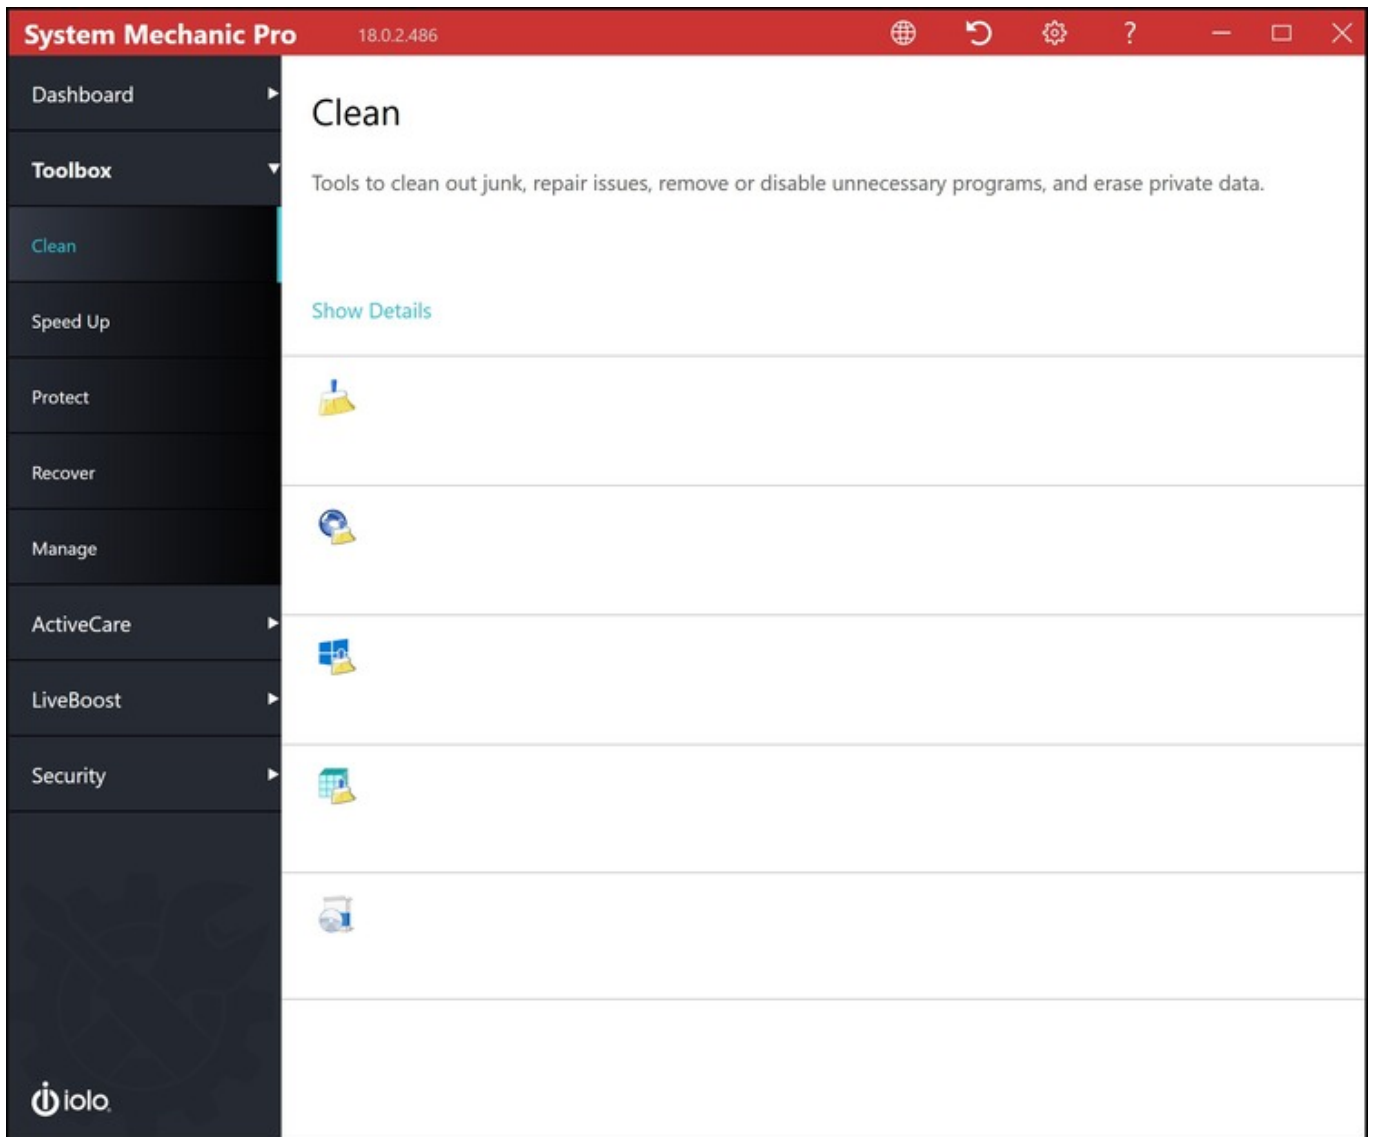 System Mechanic Pro 18.0.2.486 ?
Dashboard
Toolbox
Clean
Speed Up
Protect
Recover
Manage
ActiveCare
LiveBoost
Security
iolo
Clean
Tools to clean out junk, repair issues, remove or disable unnecessary programs, and erase private data.
Show Details